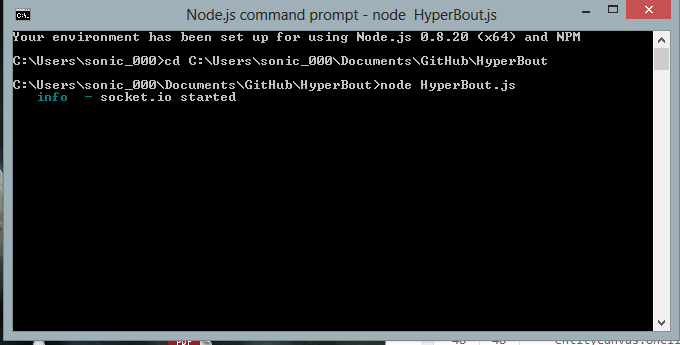 Node.js command prompt - node  HyperBout.js
C:\.
Your environment has been set up for using Node.js 0.8.20 (x64) and NPM
C:\Users\sonic_000>cd C:\Users\sonic_000\Documents\GitHub\HyperBout
C:\Users\sonic_000\Documents\GitHub\HyperBout>node HyperBout.js
info  - socket.io started
PDF